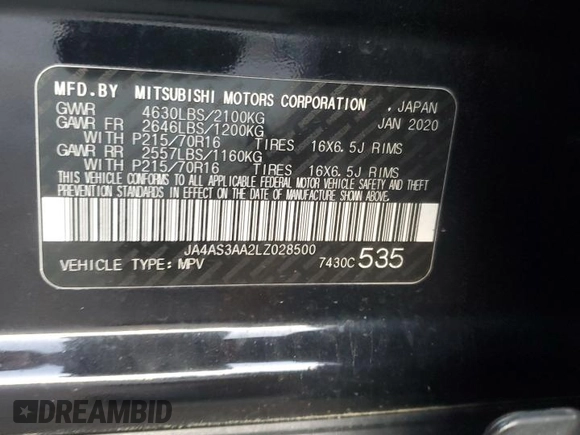 MFD.BY MITSUBISHI MOTORS CORPORATION , JAPAN
GVWR 4630LBS/2100KG JAN 2020
GAWR FR 2646LBS/1200KG
WITH P215/70R16 TIRES 16X6.5J RIMS
GAWR RR 2557LBS/1160KG
WITH P215/70R16 TIRES 16X6.5J RIMS
THIS VEHICLE CONFORMS TO ALL APPLICABLE FEDERAL MOTOR VEHICLE SAFETY AND THEFT
PREVENTION STANDARDS IN EFFECT ON THE DATE OF MANUFACTURE SHOWN ABOVE.
JA4AS3AA2LZ028500
VEHICLE TYPE: MPV 7430C 535
DREAMBID